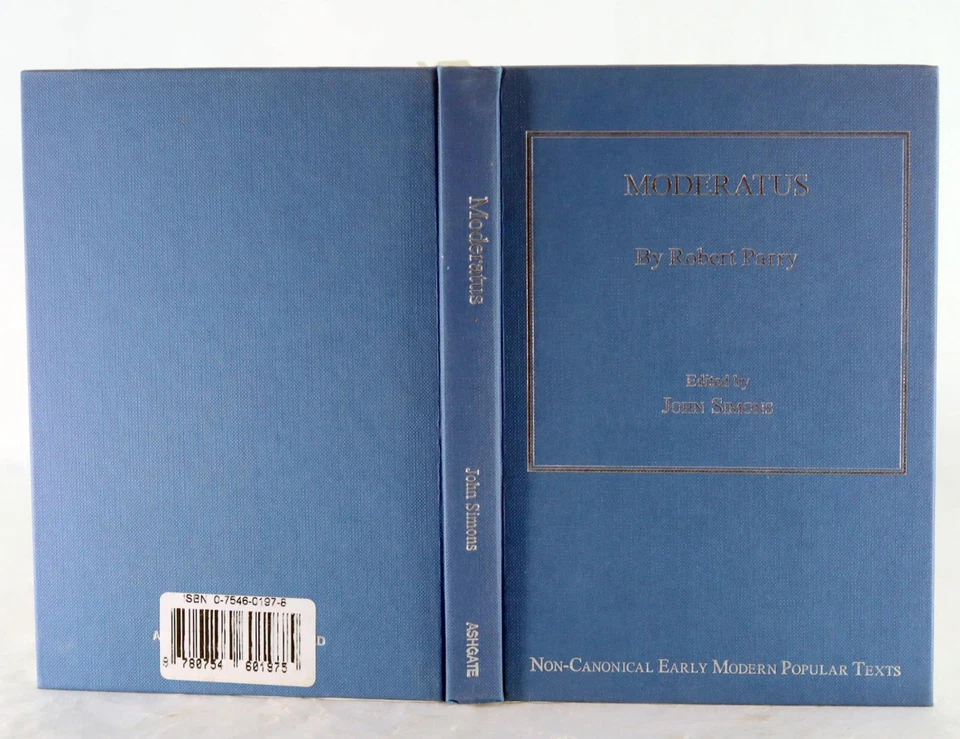 MODERATUS
By Robert Parry
Edited by
JOHN SIMONS
NON-CANONICAL EARLY MODERN POPULAR TEXTS
Moderatus
John Simons
ASHGATE
ISBN 0-7546-0197-6
9 780754 601975